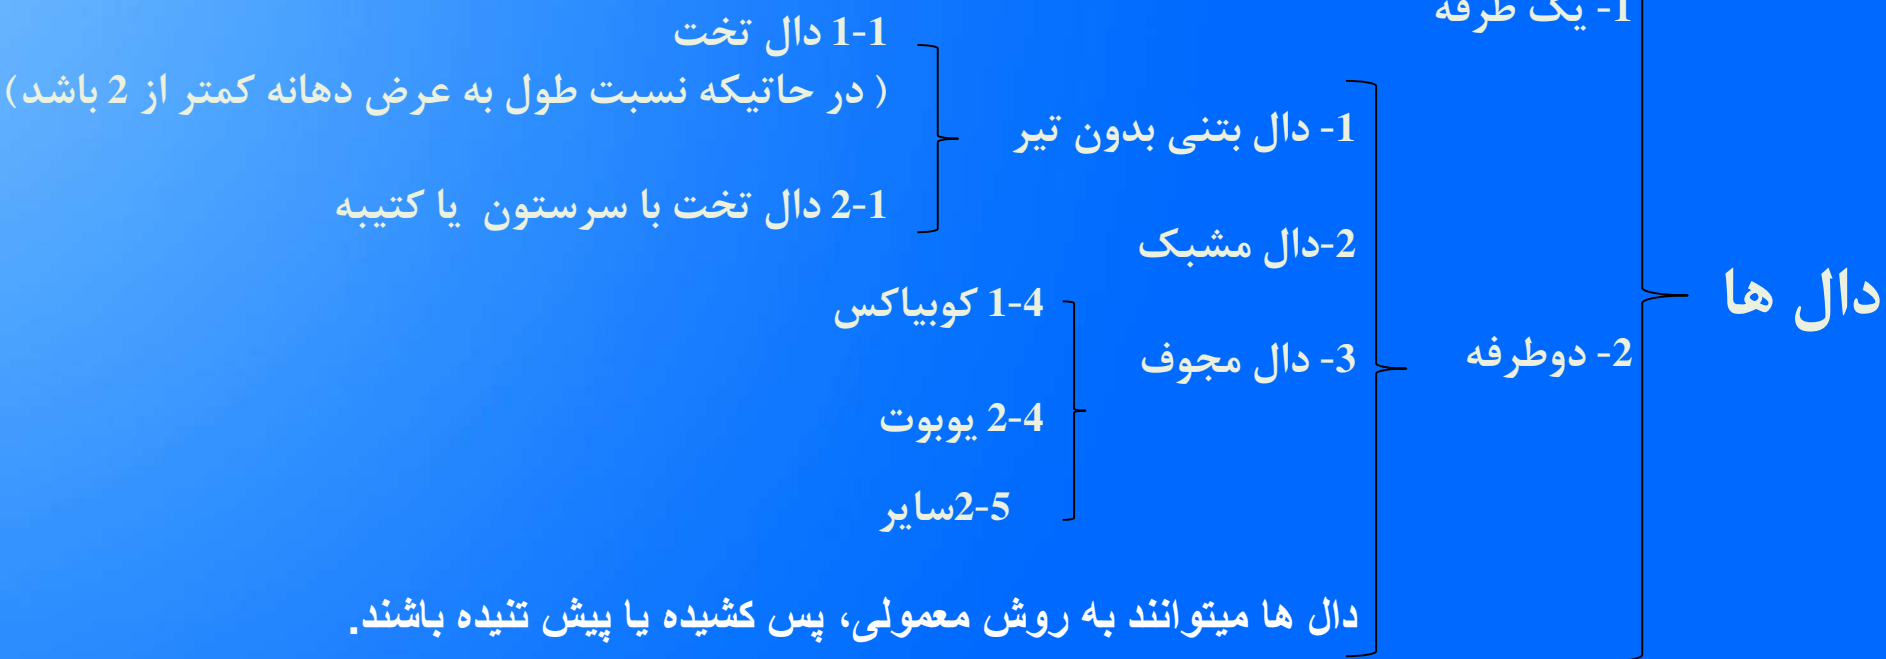 دال ها
1- یک طرفه
2- دوطرفه
1- دال بتنی بدون تیر
1-1 دال تخت
( در حاتیکه نسبت طول به عرض دهانه کمتر از 2 باشد)
2-1 دال تخت با سرستون یا کتیبه
2-دال مشبک
3- دال مجوف
1-4 کوبیاکس
2-4 یوبوت
2-5سایر
دال ها میتوانند به روش معمولی، پس کشیده یا پیش تنیده باشند.